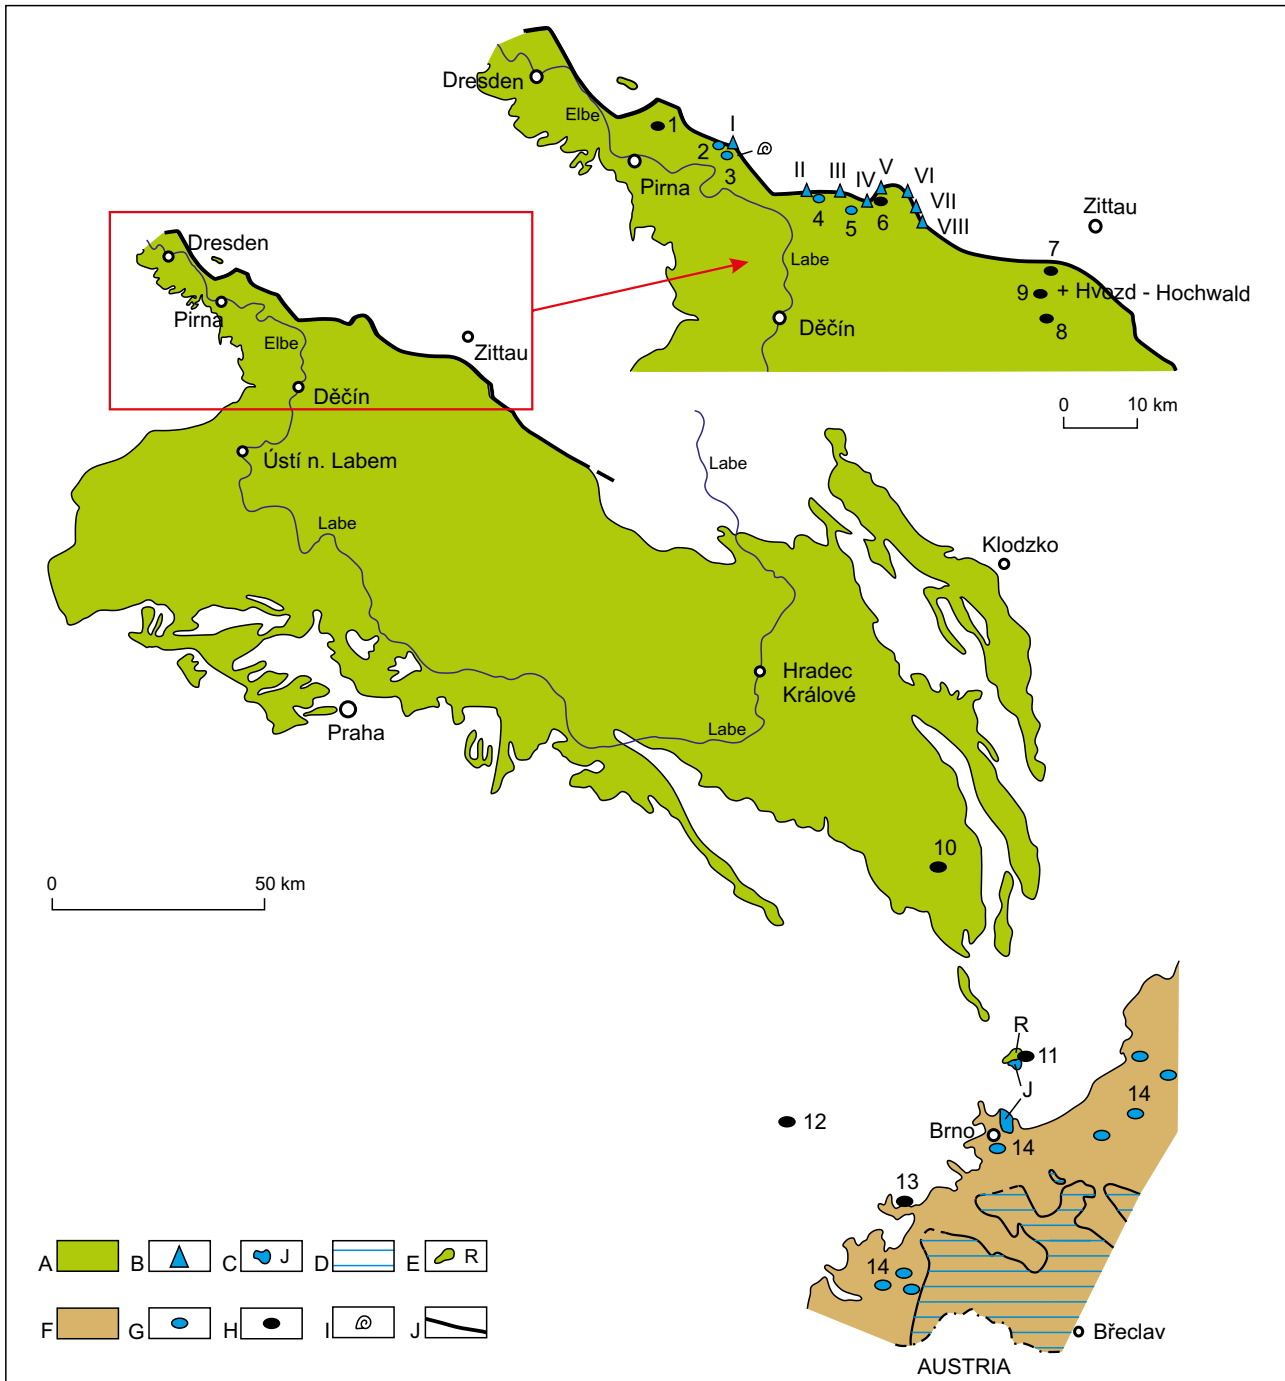 Dresden
Elbe
1
I
2
3
Pirna
II
III
IV
V
VI
VII
VIII
4
5
6
Zittau
7
9
+ Hvozd - Hochwald
8
Labe
Děčín
0 10 km
Dresden
Pirna
Elbe
Zittau
Děčín
Ústí n. Labem
Labe
Labe
Klodzko
Hradec
Králové
Praha
Labe
10
0 50 km
R
11
J
12
14
Brno
14
13
14
Břeclav
AUSTRIA
A B C J D E R
F G H I J